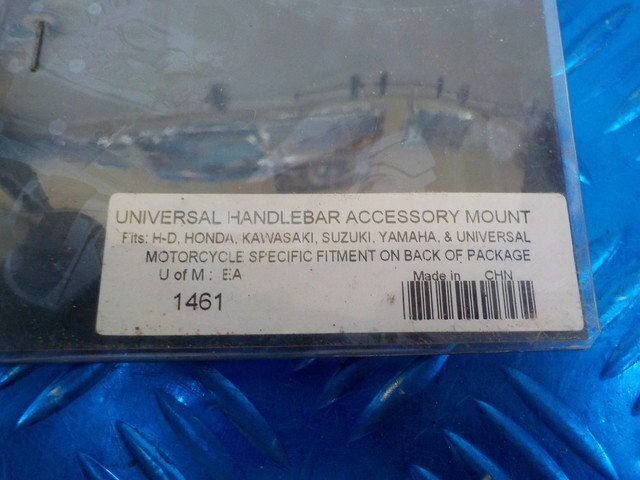 UNIVERSAL HANDLEBAR ACCESSORY MOUNT
Fits: H-D, HONDA, KAWASAKI, SUZUKI, YAMAHA, & UNIVERSAL
MOTORCYCLE SPECIFIC FITMENT ON BACK OF PACKAGE
U of M : EA Made in CHN
1461